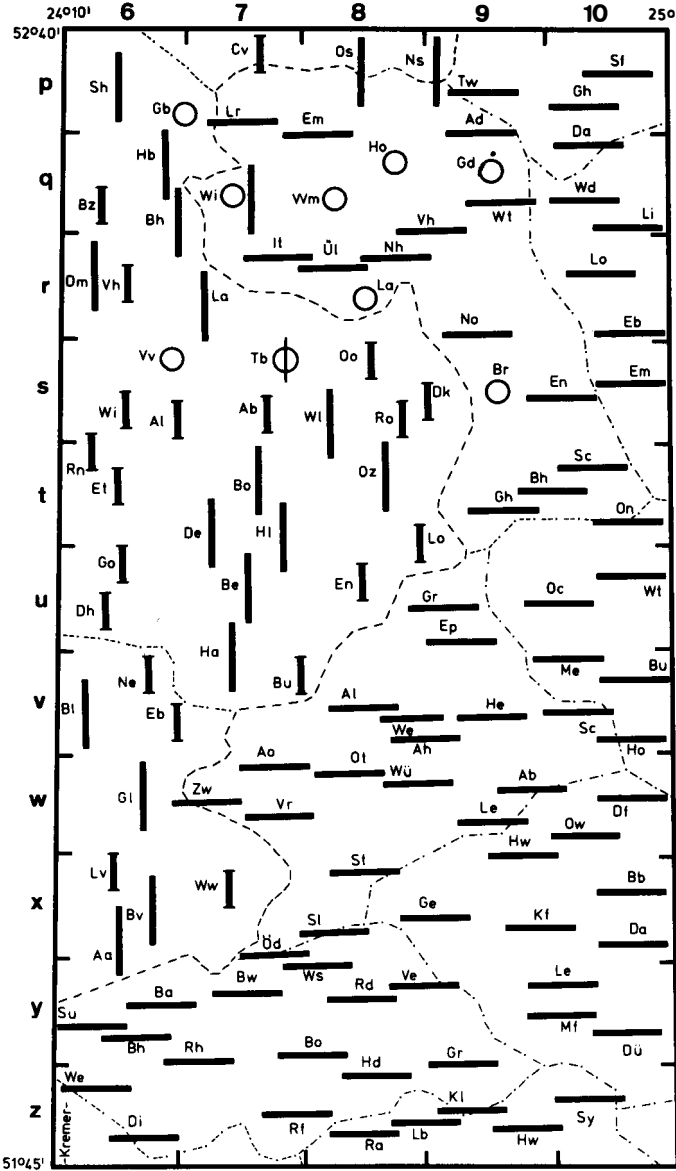 24°10' 6 7 8 9 10 25°
52°40'
p
Sh
Cv
Os
Ns
Tw
Sf
Gh
Gb
Lr
Em
Ad
Da
q
Hb
Ho
Gd
Bz
Bh
Wi
Wm
Wt
Wd
Vh
Li
r
Om
Vh
La
It
Ül
Nh
La
Lo
No
Eb
s
Vv
Tb
Oo
Br
Em
Wi
Al
Ab
Wl
Ro
Dk
En
t
Rn
Et
Bo
Oz
Sc
Bh
De
Hl
Gh
On
Lo
u
Go
Be
En
Gr
Oc
Wt
Dh
Ha
Ep
Me
Bu
v
Bl
Ne
Eb
Bu
Al
We
Ah
He
Sc
Ho
w
Gl
Zw
Ao
Ot
Wü
Ab
Df
Vr
Le
Ow
Hw
x
Lv
Bv
Ww
St
Bb
Aa
Sl
Ge
Kf
Da
Od
y
Su
Ba
Bw
Ws
Rd
Ve
Le
Mf
Dü
Bh
Rh
Bo
Hd
Gr
z
We
Di
Rf
Ra
Lb
Kl
Hw
Sy
-Kremer-
51°45'